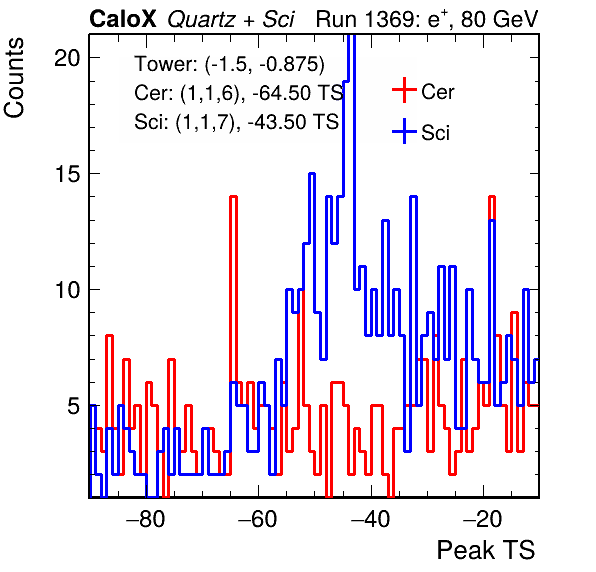 CaloX Quartz + Sci Run 1369: e+, 80 GeV
Counts
Tower: (-1.5, -0.875)
Cer: (1,1,6), -64.50 TS
Sci: (1,1,7), -43.50 TS
Cer
Sci
20
15
10
5
−80 −60 −40 −20
Peak TS